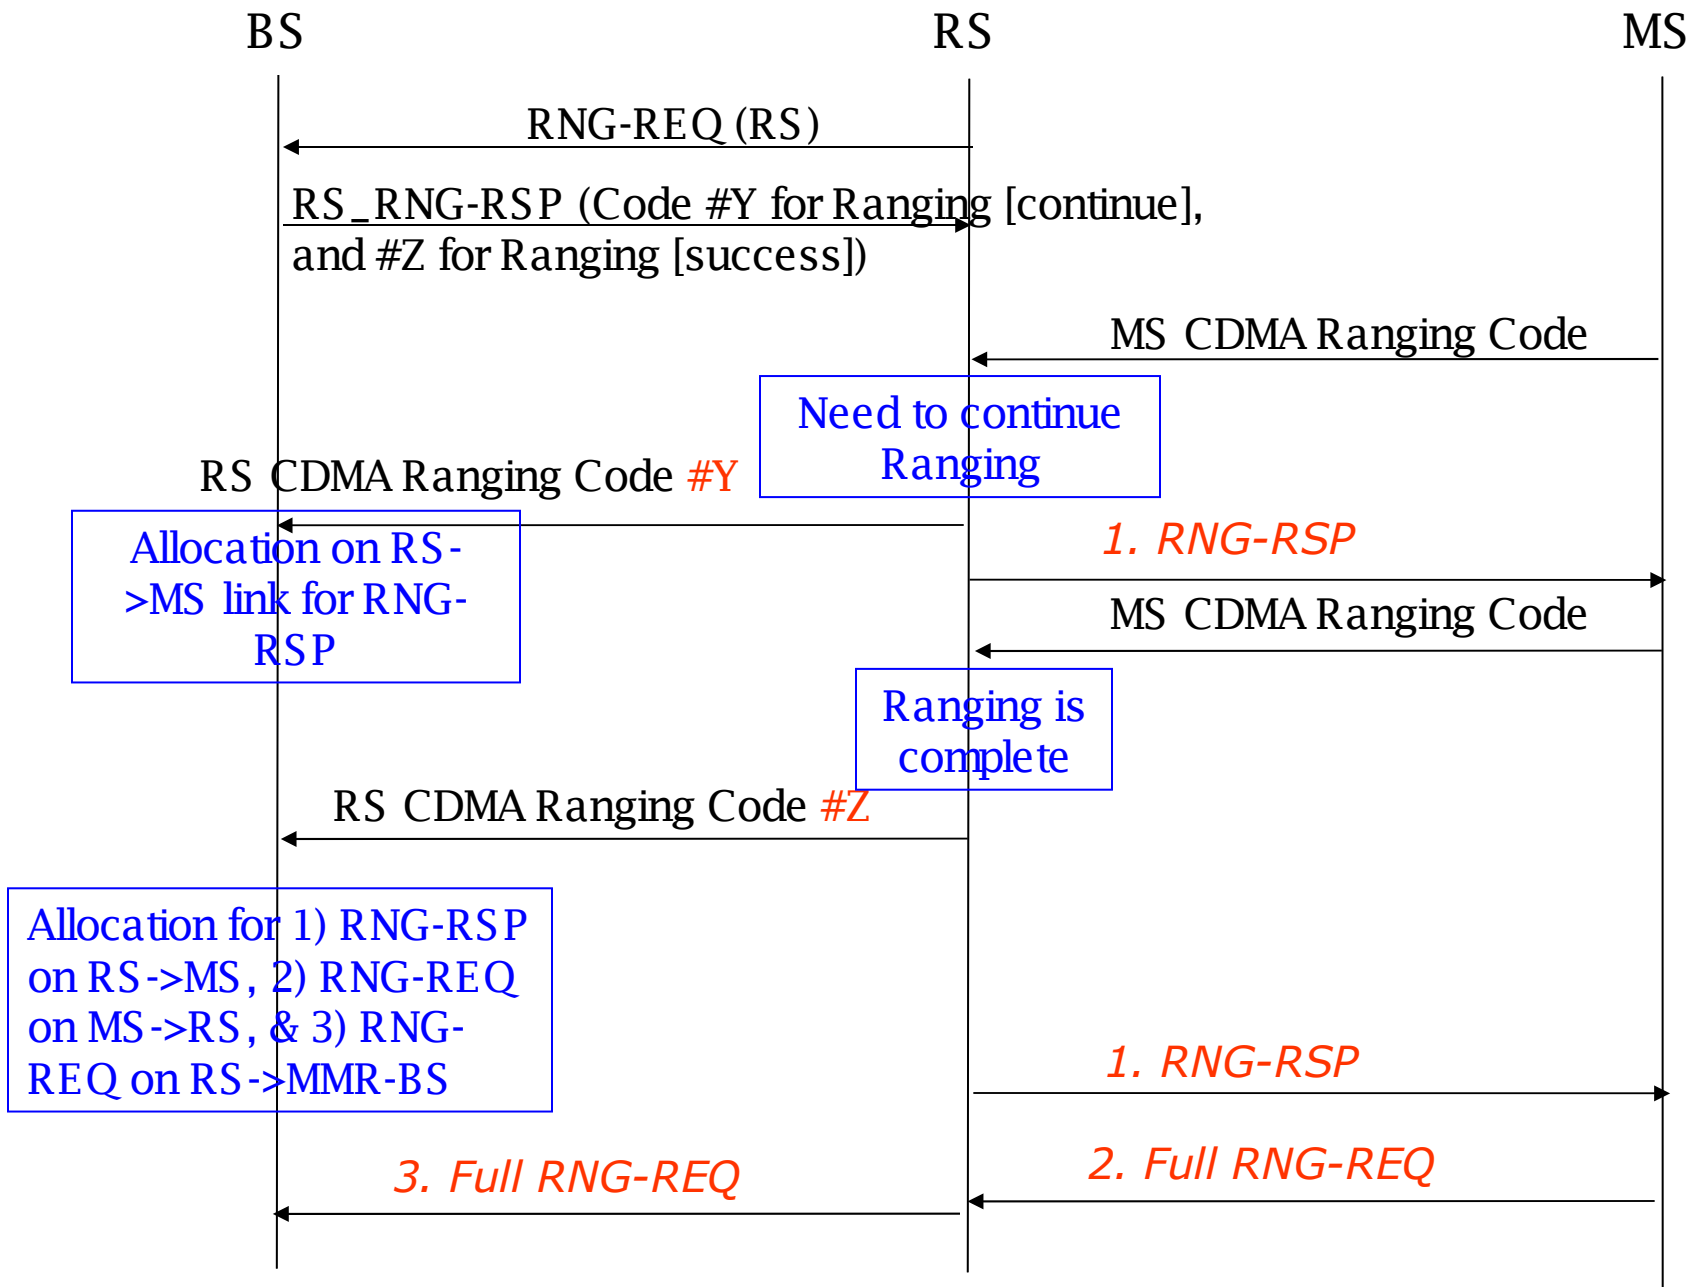 BS
RS
MS
RNG-REQ (RS)
RS_RNG-RSP (Code #Y for Ranging [continue],
and #Z for Ranging [success])
MS CDMA Ranging Code
Need to continue
Ranging
RS CDMA Ranging Code #Y
Allocation on RS-
>MS link for RNG-
RSP
1. RNG-RSP
MS CDMA Ranging Code
Ranging is
complete
RS CDMA Ranging Code #Z
Allocation for 1) RNG-RSP
on RS->MS, 2) RNG-REQ
on MS->RS, & 3) RNG-
REQ on RS->MMR-BS
1. RNG-RSP
2. Full RNG-REQ
3. Full RNG-REQ